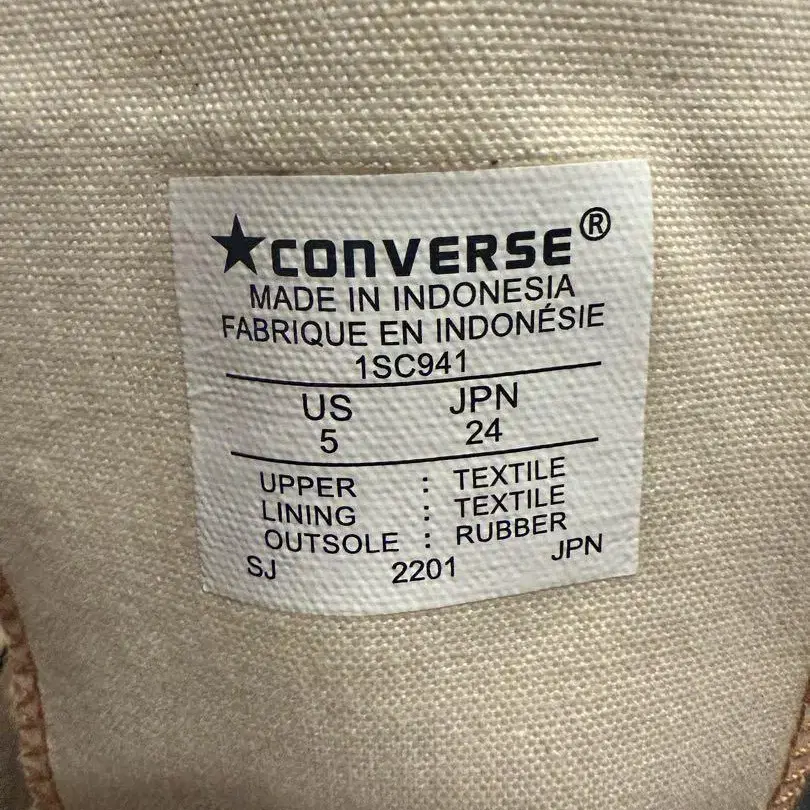 ★CONVERSE®
MADE IN INDONESIA
FABRIQUE EN INDONÉSIE
1SC941
US JPN
5 24
UPPER : TEXTILE
LINING : TEXTILE
OUTSOLE : RUBBER
SJ 2201 JPN